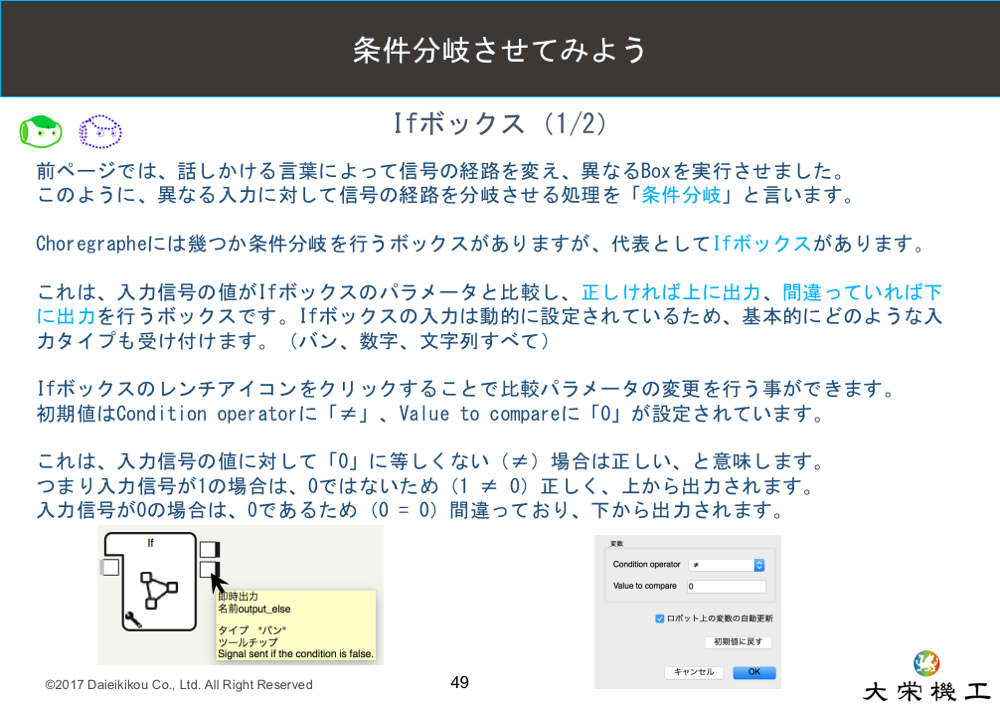 条件分岐させてみよう
Ifボックス（1/2）
前ページでは、話しかける言葉によって信号の経路を変え、異なるBoxを実行させました。
このように、異なる入力に対して信号の経路を分岐させる処理を「条件分岐」と言います。
Choregrapheには幾つか条件分岐を行うボックスがありますが、代表としてIfボックスがあります。
これは、入力信号の値がIfボックスのパラメータと比較し、正しければ上に出力、間違っていれば下
に出力を行うボックスです。Ifボックスの入力は動的に設定されているため、基本的にどのような入
力タイプも受け付けます。（バン、数字、文字列すべて）
Ifボックスのレンチアイコンをクリックすることで比較パラメータの変更を行う事ができます。
初期値はCondition operatorに「≠」、Value to compareに「0」が設定されています。
これは、入力信号の値に対して「0」に等しくない（≠）場合は正しい、と意味します。
つまり入力信号が1の場合は、0ではないため（1 ≠ 0）正しく、上から出力されます。
入力信号が0の場合は、0であるため（0 = 0）間違っており、下から出力されます。
If
即時出力
名前output_else
タイプ "バン"
ツールチップ
Signal sent if the condition is false.
変数
Condition operator ≠
Value to compare 0
ロボット上の変数の自動更新
初期値に戻す
キャンセル OK
©2017 Daieikikou Co., Ltd. All Right Reserved
49
大栄機工